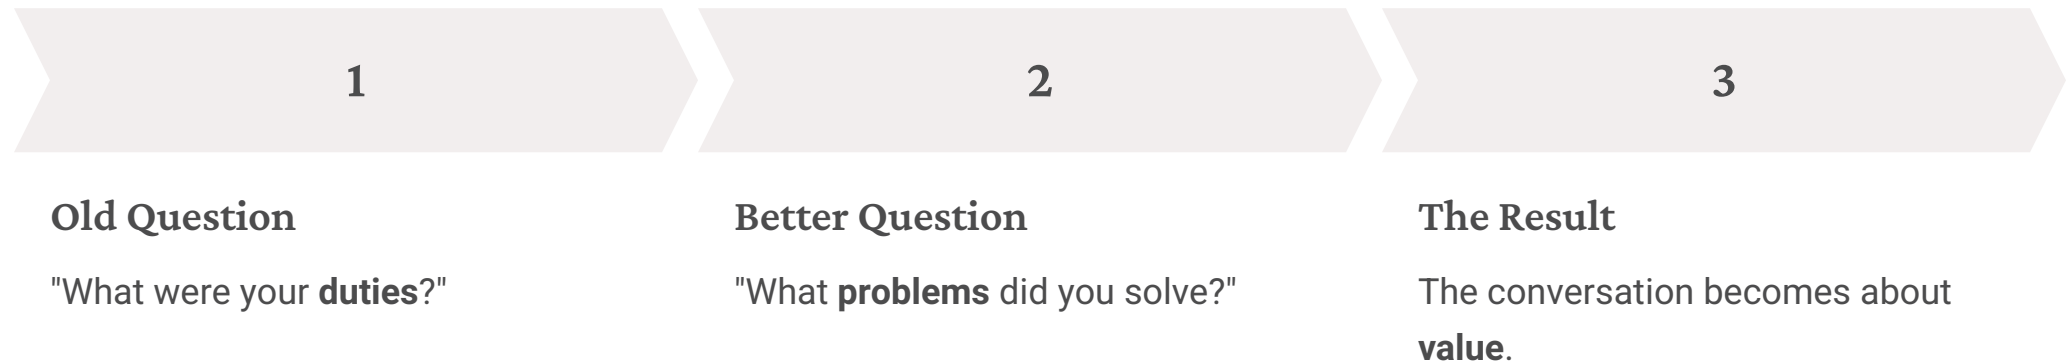 1
Old Question
"What were your duties?"
2
Better Question
"What problems did you solve?"
3
The Result
The conversation becomes about
value.